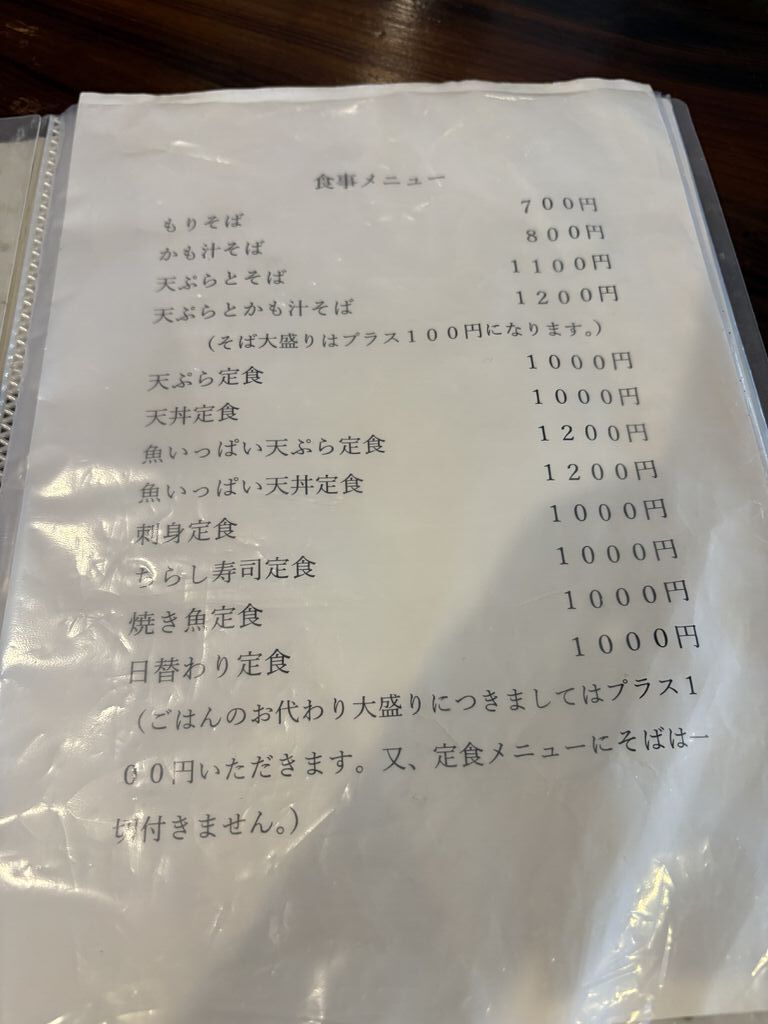 食事メニュー
もりそば 700円
かも汁そば 800円
天ぷらとそば 1100円
天ぷらとかも汁そば 1200円
（そば大盛りはプラス100円になります。）
天ぷら定食 1000円
天丼定食 1000円
魚いっぱい天ぷら定食 1200円
魚いっぱい天丼定食 1200円
刺身定食 1000円
ちらし寿司定食 1000円
焼き魚定食 1000円
日替わり定食 1000円
（ごはんのお代わり大盛りにつきましてはプラス1
00円いただきます。又、定食メニューにそばは一
切付きません。）